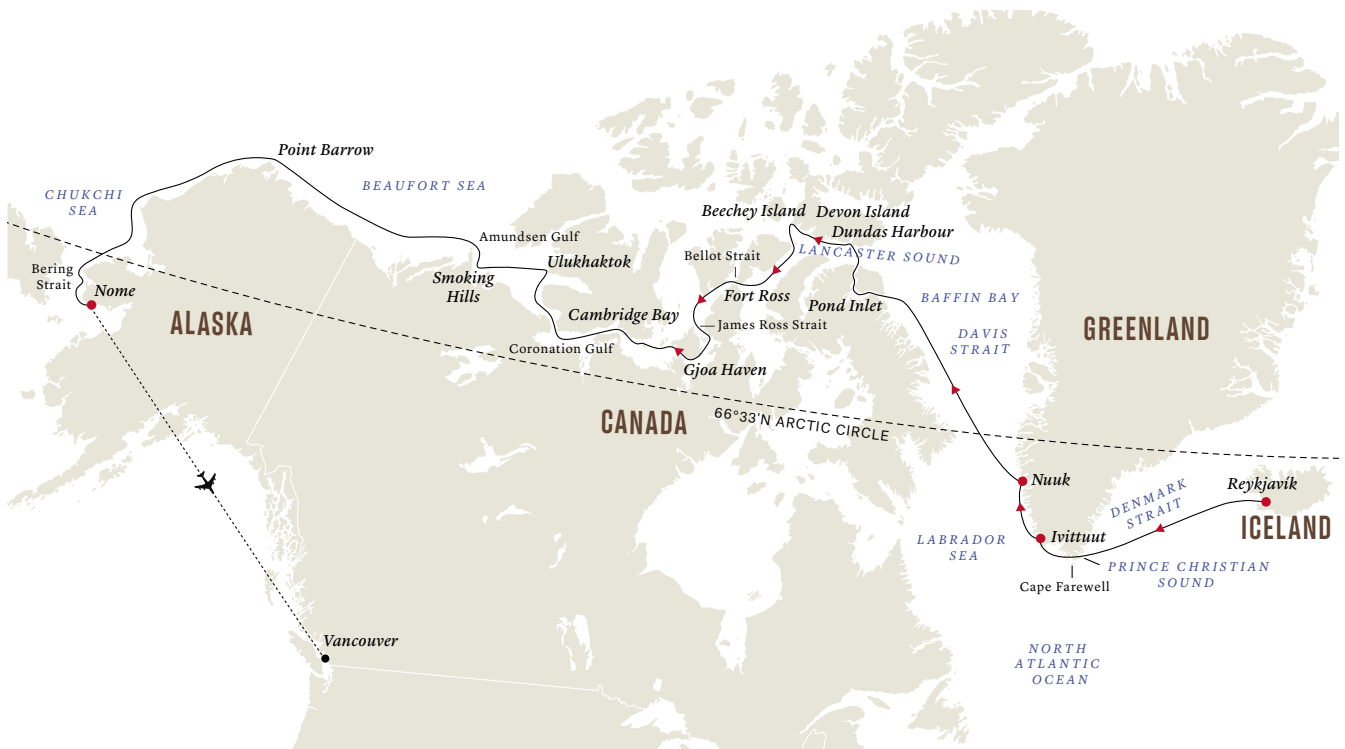 Point Barrow
CHUKCHI
SEA
BEAUFORT SEA
Beechey Island
Devon Island
Dundas Harbour
LANCASTER SOUND
Amundsen Gulf
Bellot Strait
Ulukhaktok
Bering
Strait
Smoking
Hills
Nome
Fort Ross
Pond Inlet
BAFFIN BAY
Cambridge Bay
ALASKA
James Ross Strait
DAVIS
STRAIT
GREENLAND
Coronation Gulf
Gjoa Haven
CANADA
66°33'N ARCTIC CIRCLE
Nuuk
DENMARK
STRAIT
Reykjavík
ICELAND
Ivittuut
LABRADOR
SEA
PRINCE CHRISTIAN
SOUND
Cape Farewell
Vancouver
NORTH
ATLANTIC
OCEAN